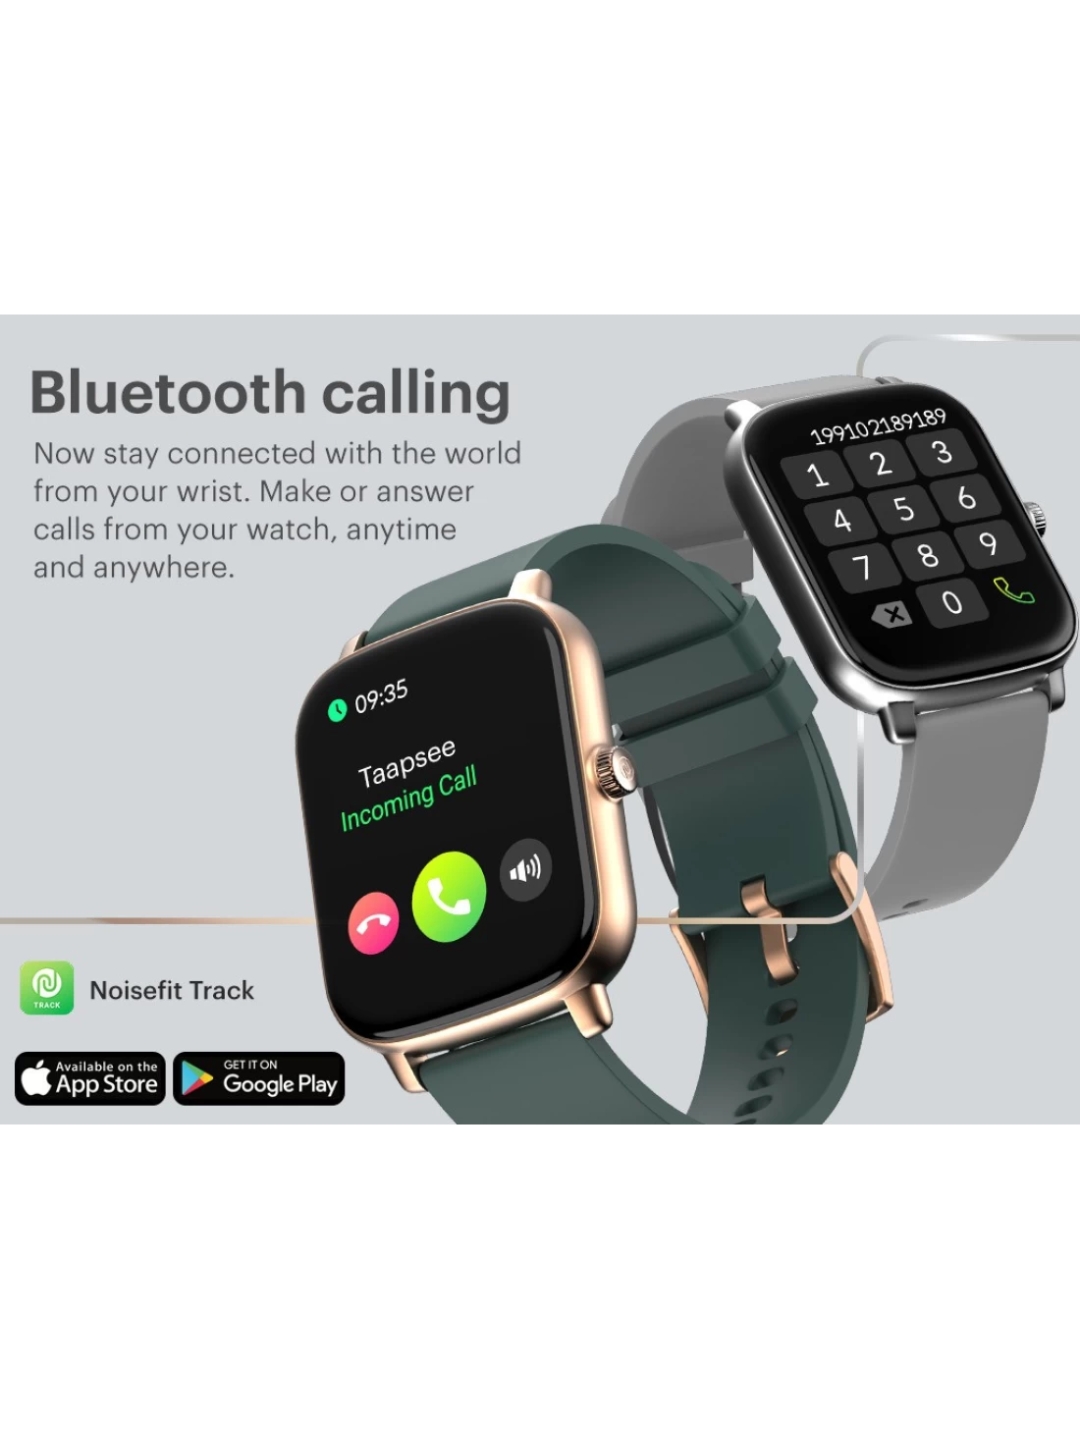 Bluetooth calling
Now stay connected with the world
from your wrist. Make or answer
calls from your watch, anytime
and anywhere.
199102189189
1 2 3
4 5 6
7 8 9
0
09:35
Taapsee
Incoming Call
TRACK
Noisefit Track
Available on the
App Store
GET IT ON
Google Play